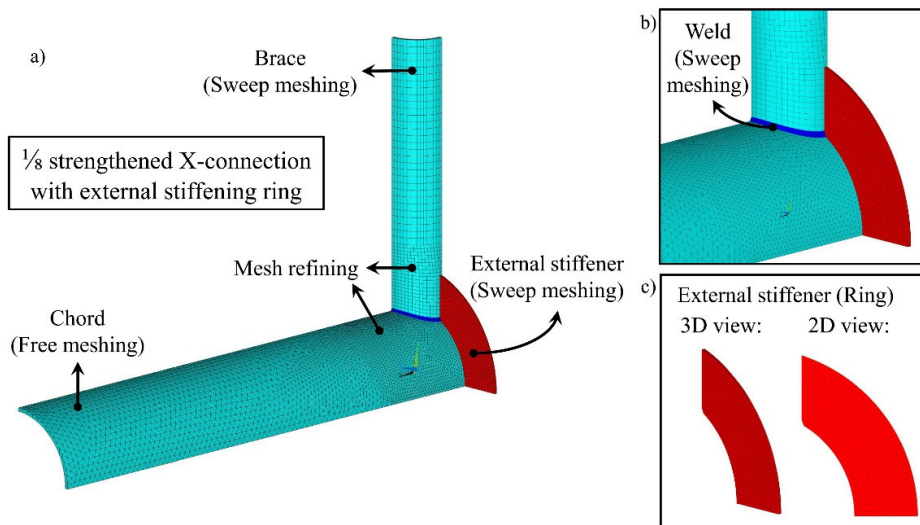 a)
Brace
(Sweep meshing)
⅛ strengthened X-connection
with external stiffening ring
Mesh refining
External stiffener
(Sweep meshing)
Chord
(Free meshing)
b)
Weld
(Sweep
meshing)
c)
External stiffener (Ring)
3D view: 2D view: